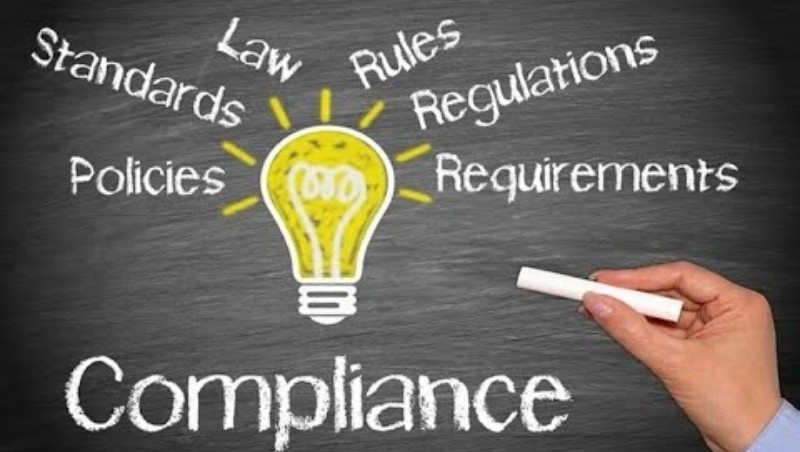 Standards
Law
Rules
Regulations
Policies
Requirements
Compliance